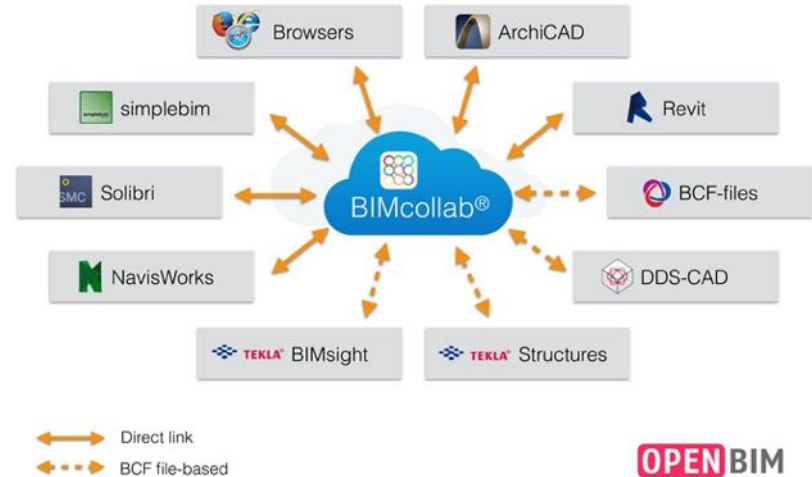 Browsers
ArchiCAD
simplebim
Revit
SMC Solibri
BIMcollab®
BCF-files
NavisWorks
DDS-CAD
TEKLA® BIMsight
TEKLA® Structures
Direct link
BCF file-based
OPEN BIM